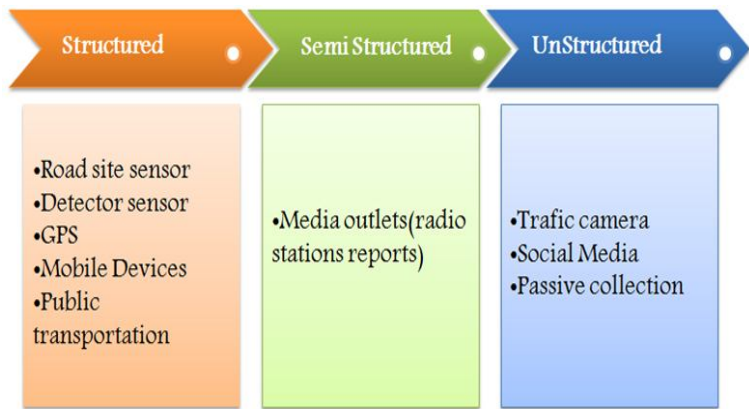 Structured
Semi Structured
UnStructured
•Road site sensor
•Detector sensor
•GPS
•Mobile Devices
•Public
transportation
•Media outlets(radio
stations reports)
•Trafic camera
•Social Media
•Passive collection